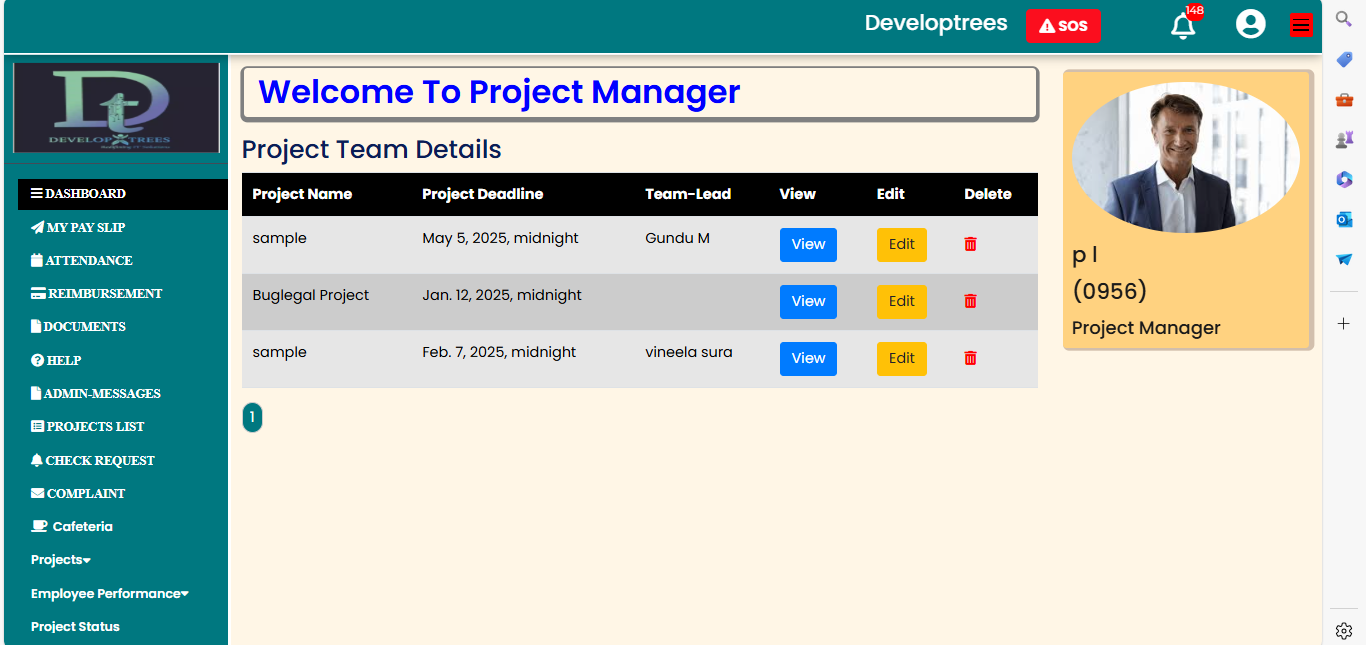 Developtrees
SOS
148
DEVELOP TREES
Welcome To Project Manager
Project Team Details
Project Name Project Deadline Team-Lead View Edit Delete
sample May 5, 2025, midnight Gundu M View Edit
Buglegal Project Jan. 12, 2025, midnight View Edit
sample Feb. 7, 2025, midnight vineela sura View Edit
1
p l
(0956)
Project Manager
DASHBOARD
MY PAY SLIP
ATTENDANCE
REIMBURSEMENT
DOCUMENTS
HELP
ADMIN-MESSAGES
PROJECTS LIST
CHECK REQUEST
COMPLAINT
Cafeteria
Projects
Employee Performance
Project Status